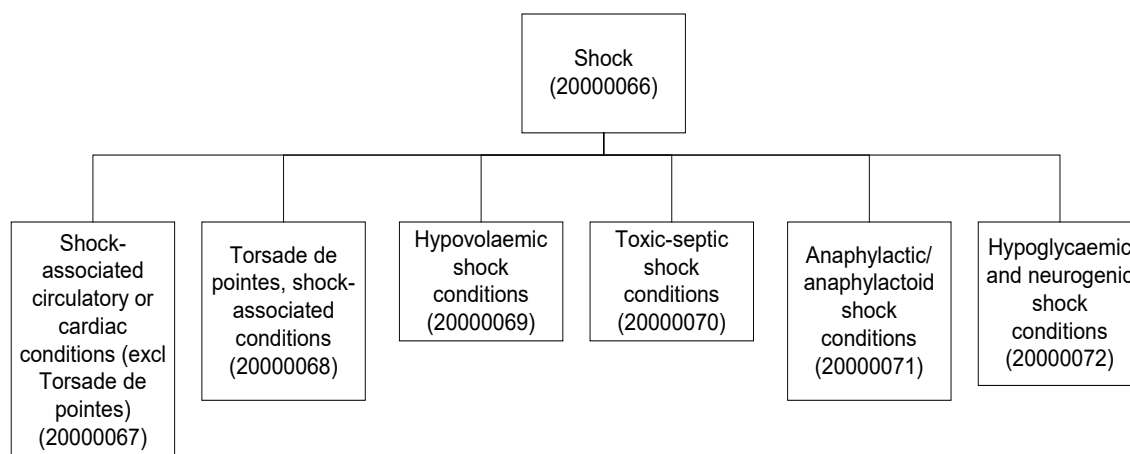 Shock
(20000066)
Shock-
associated
circulatory or
cardiac
conditions (excl
Torsade de
pointes)
(20000067)
Torsade de
pointes, shock-
associated
conditions
(20000068)
Hypovolaemic
shock
conditions
(20000069)
Toxic-septic
shock
conditions
(20000070)
Anaphylactic/
anaphylactoid
shock
conditions
(20000071)
Hypoglycaemic
and neurogenic
shock
conditions
(20000072)